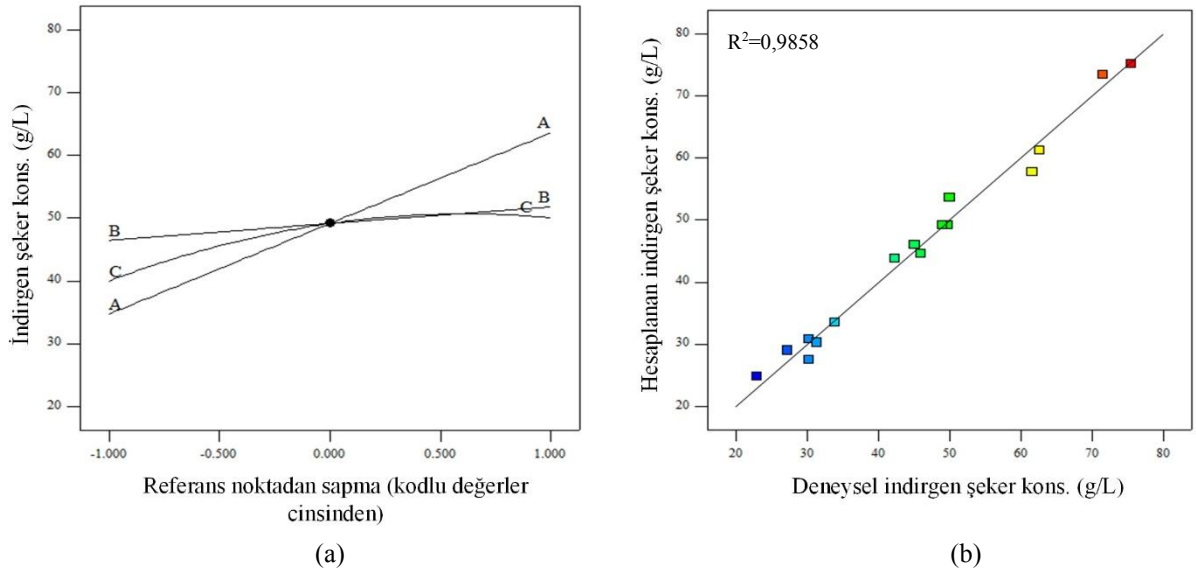 80
70
60
50
40
30
20
İndirgen şeker kons. (g/L)
A
B
C
B
C
A
-1.000
-0.500
0.000
0.500
1.000
Referans noktadan sapma (kodlu değerler
cinsinden)
(a)
R²=0,9858
80
70
60
50
40
30
20
Hesaplanan indirgen şeker kons. (g/L)
20
30
40
50
60
70
80
Deneysel indirgen şeker kons. (g/L)
(b)